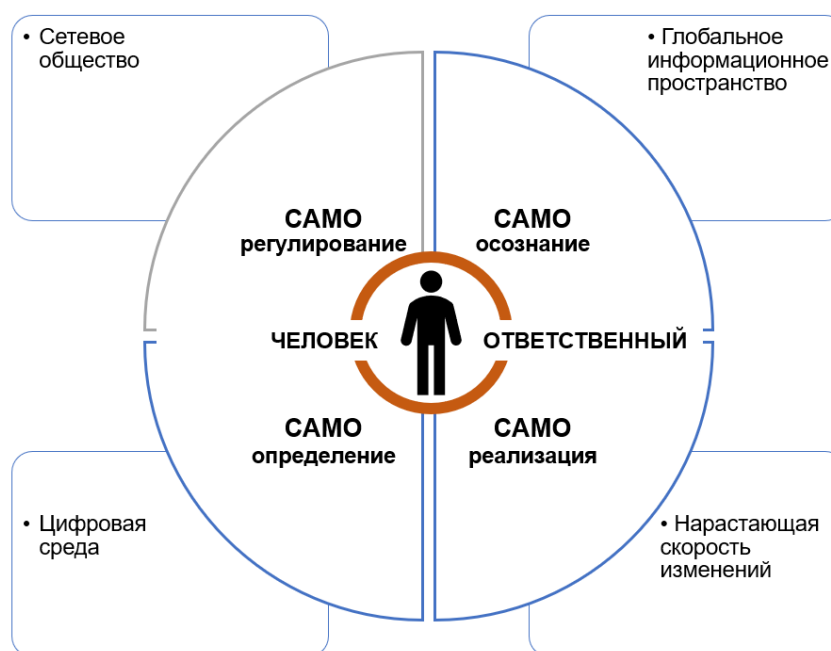 • Сетевое
общество
• Глобальное
информационное
пространство
САМО
регулирование
САМО
осознание
ЧЕЛОВЕК
ОТВЕТСТВЕННЫЙ
САМО
определение
САМО
реализация
• Цифровая
среда
• Нарастающая
скорость
изменений